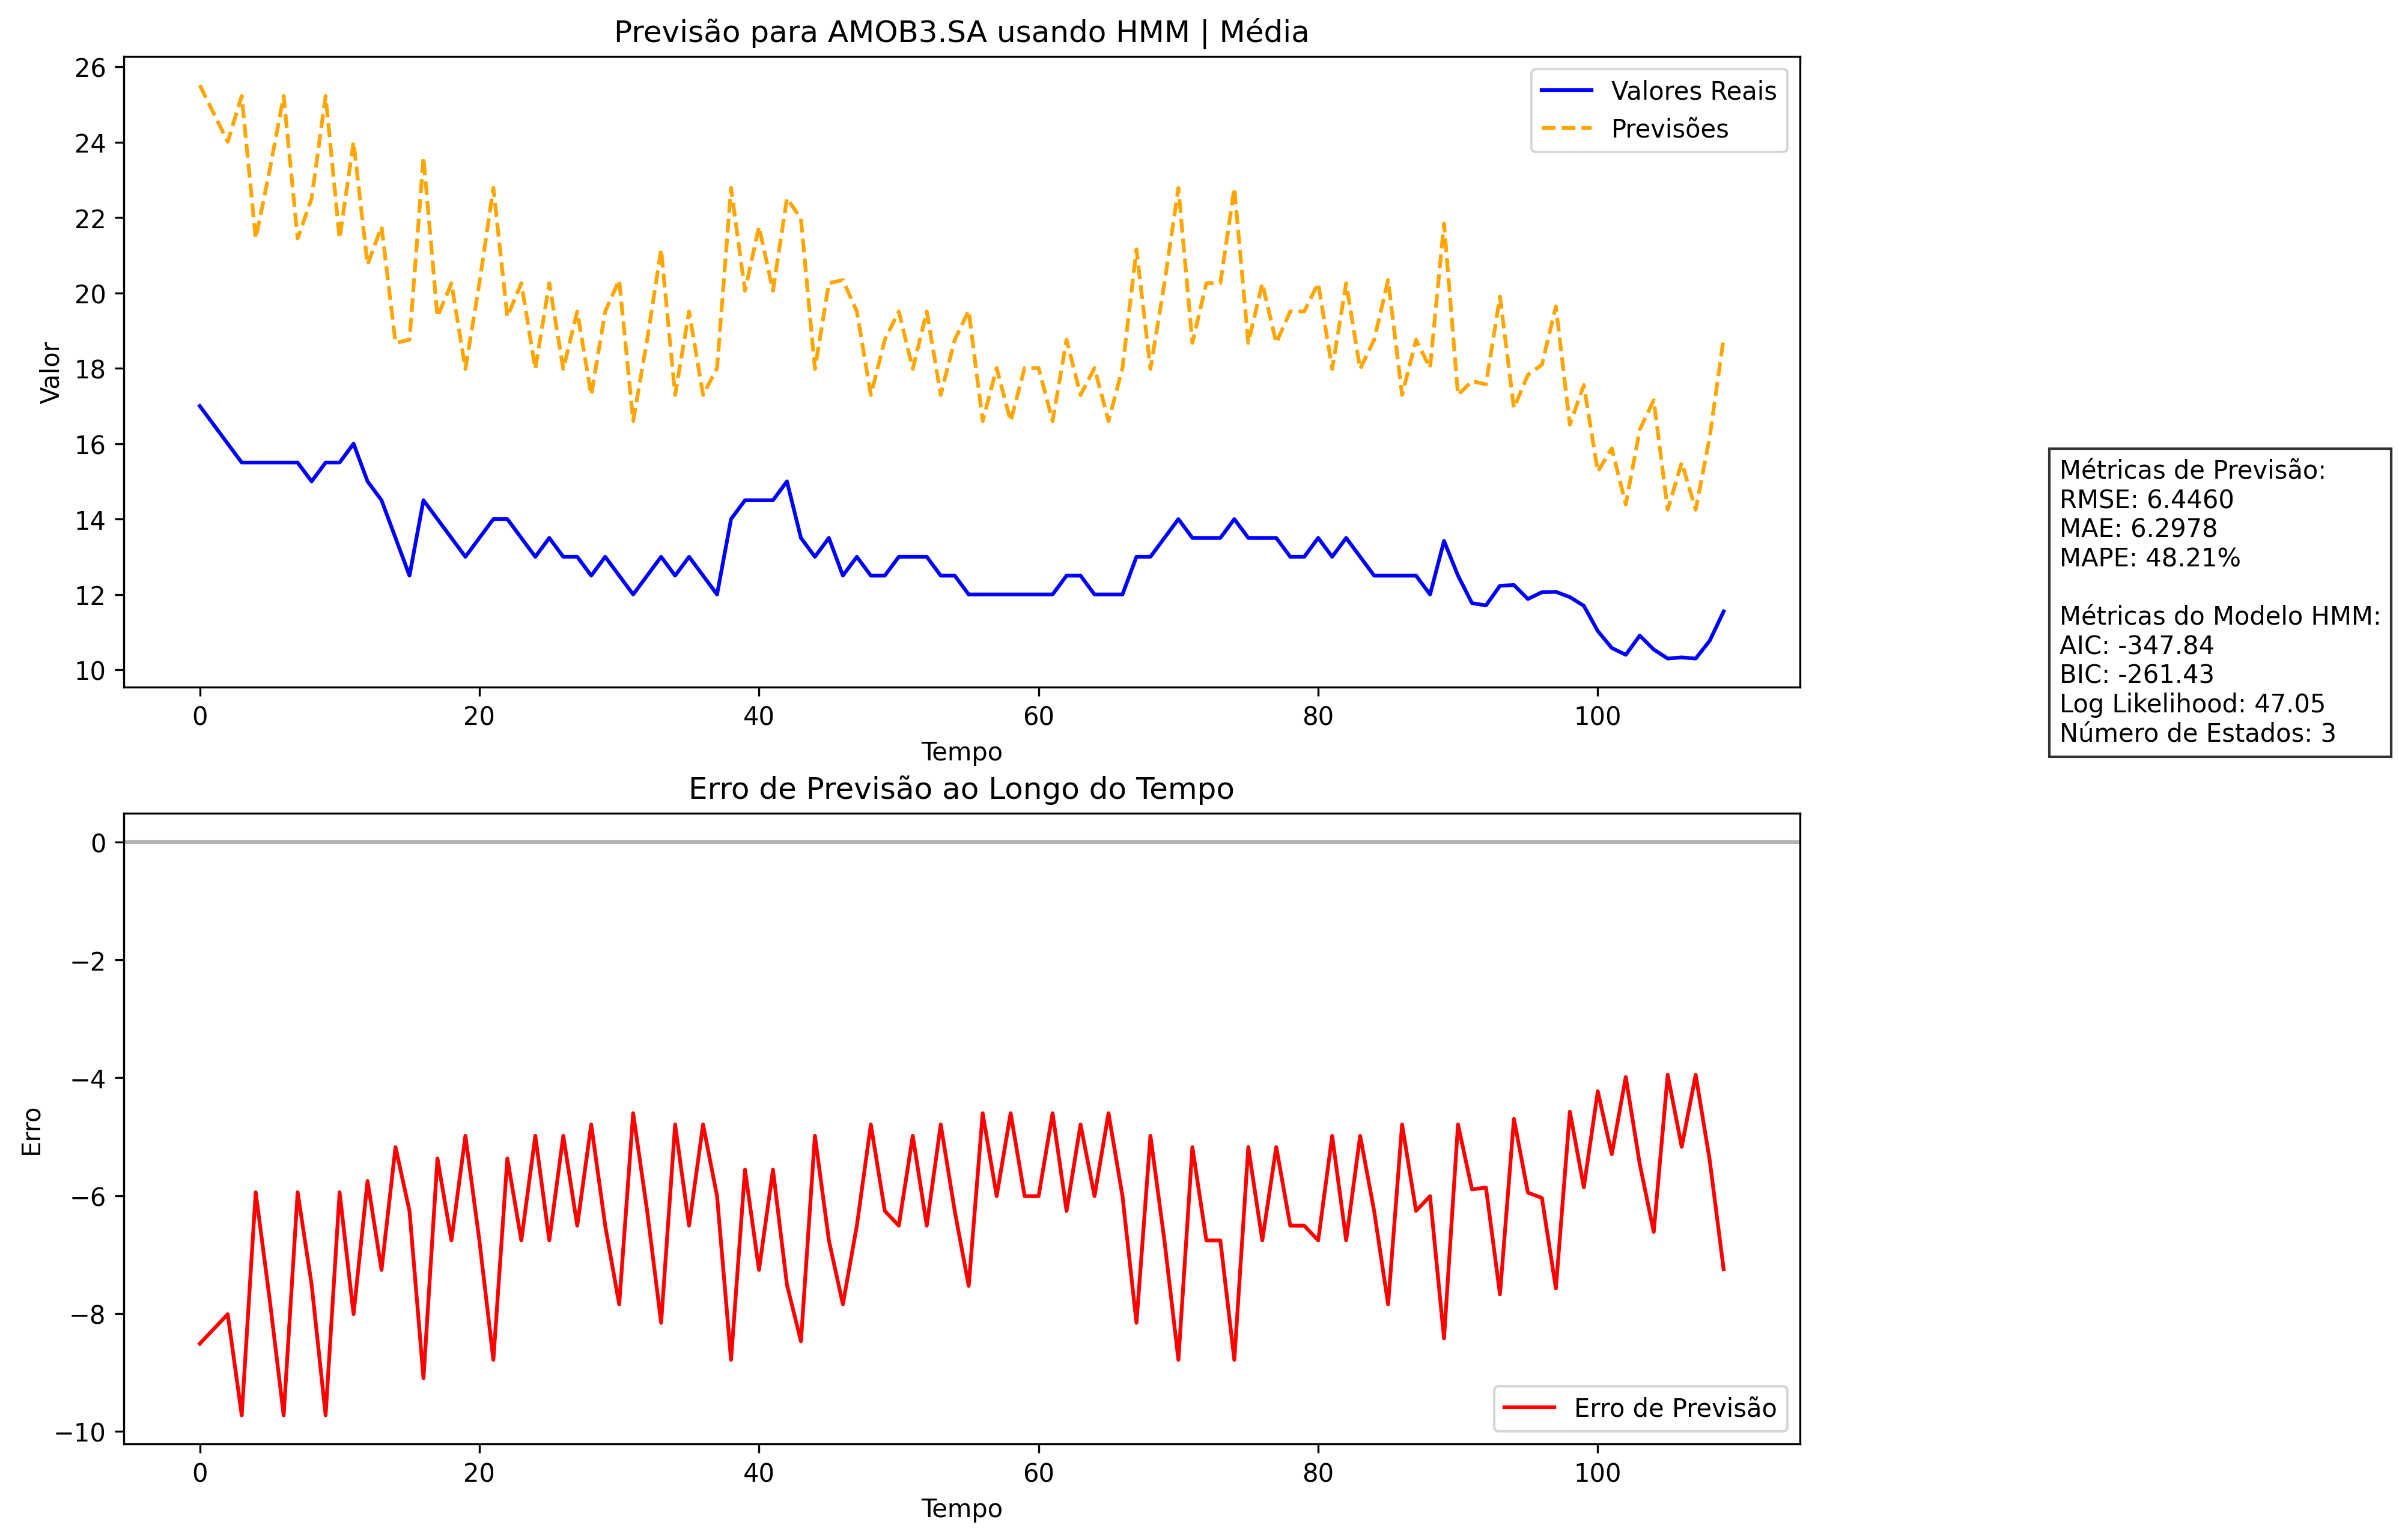 Previsão para AMOB3.SA usando HMM | Média
26
24
22
20
18
16
14
12
10
Valor
Valores Reais
Previsões
0
20
40
60
80
100
Tempo
Métricas de Previsão:
RMSE: 6.4460
MAE: 6.2978
MAPE: 48.21%
Métricas do Modelo HMM:
AIC: -347.84
BIC: -261.43
Log Likelihood: 47.05
Número de Estados: 3
Erro de Previsão ao Longo do Tempo
0
−2
−4
−6
−8
−10
Erro
Erro de Previsão
0
20
40
60
80
100
Tempo